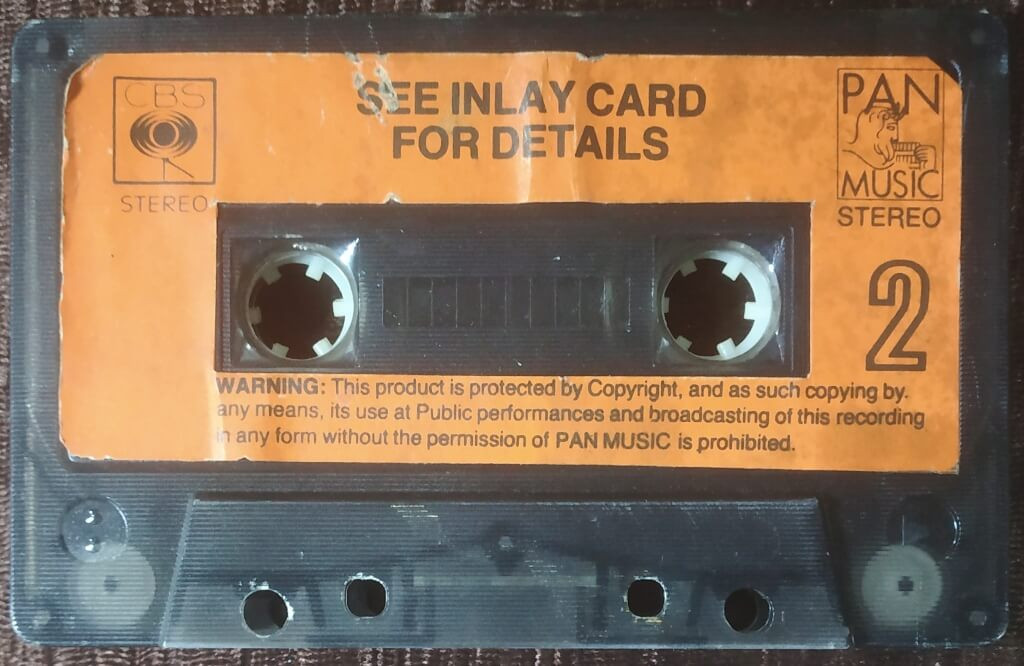 CBS
STEREO
SEE INLAY CARD
FOR DETAILS
PAN
MUSIC
STEREO
2
WARNING: This product is protected by Copyright, and as such copying by.
any means, its use at Public performances and broadcasting of this recording
in any form without the permission of PAN MUSIC is prohibited.